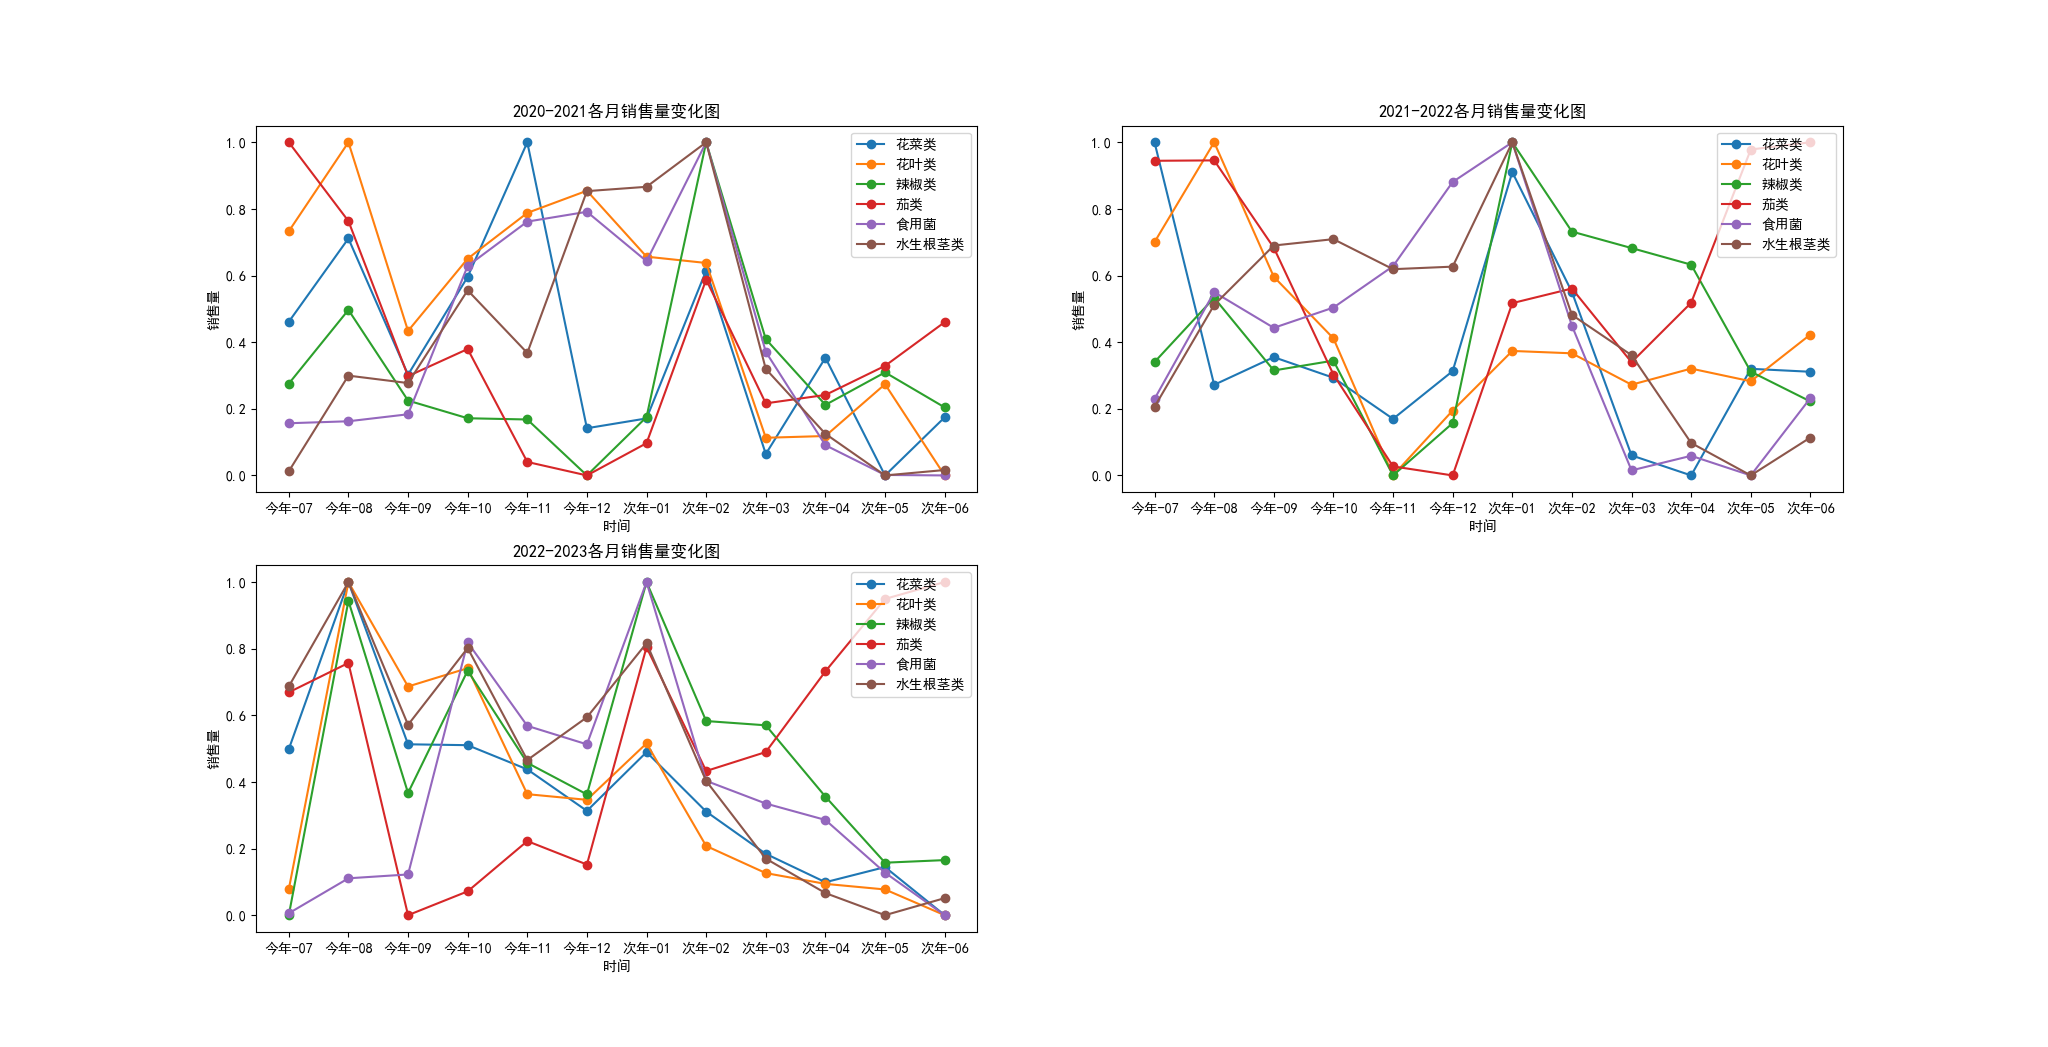 2020-2021各月销售量变化图
1.0
0.8
0.6
0.4
0.2
0.0
销售量
花菜类
花叶类
辣椒类
茄类
食用菌
水生根茎类
今年-07 今年-08 今年-09 今年-10 今年-11 今年-12 次年-01 次年-02 次年-03 次年-04 次年-05 次年-06
时间
2021-2022各月销售量变化图
1.0
0.8
0.6
0.4
0.2
0.0
销售量
花菜类
花叶类
辣椒类
茄类
食用菌
水生根茎类
今年-07 今年-08 今年-09 今年-10 今年-11 今年-12 次年-01 次年-02 次年-03 次年-04 次年-05 次年-06
时间
2022-2023各月销售量变化图
1.0
0.8
0.6
0.4
0.2
0.0
销售量
花菜类
花叶类
辣椒类
茄类
食用菌
水生根茎类
今年-07 今年-08 今年-09 今年-10 今年-11 今年-12 次年-01 次年-02 次年-03 次年-04 次年-05 次年-06
时间